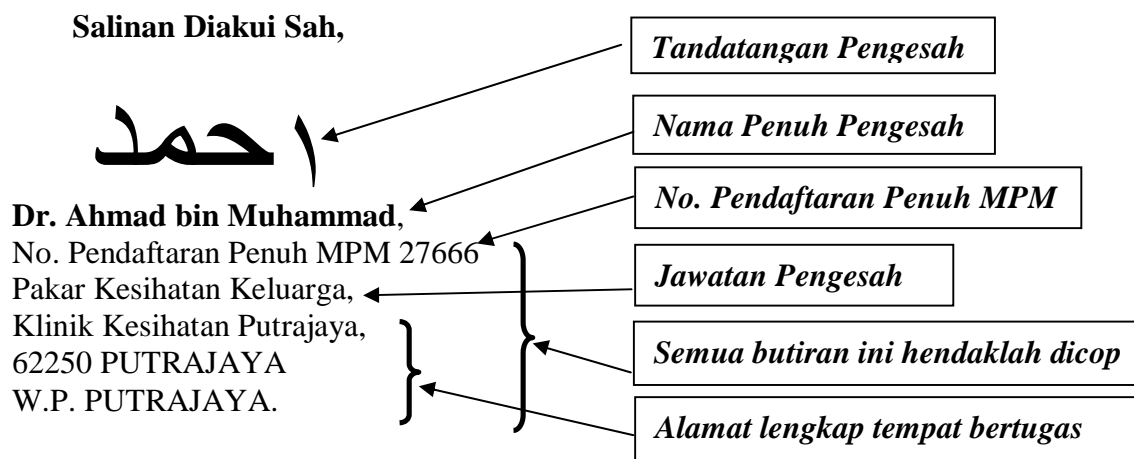 Salinan Diakui Sah,
احمد
Dr. Ahmad bin Muhammad,
No. Pendaftaran Penuh MPM 27666
Pakar Kesihatan Keluarga,
Klinik Kesihatan Putrajaya,
62250 PUTRAJAYA
W.P. PUTRAJAYA.
Tandatangan Pengesah
Nama Penuh Pengesah
No. Pendaftaran Penuh MPM
Jawatan Pengesah
Semua butiran ini hendaklah dicop
Alamat lengkap tempat bertugas